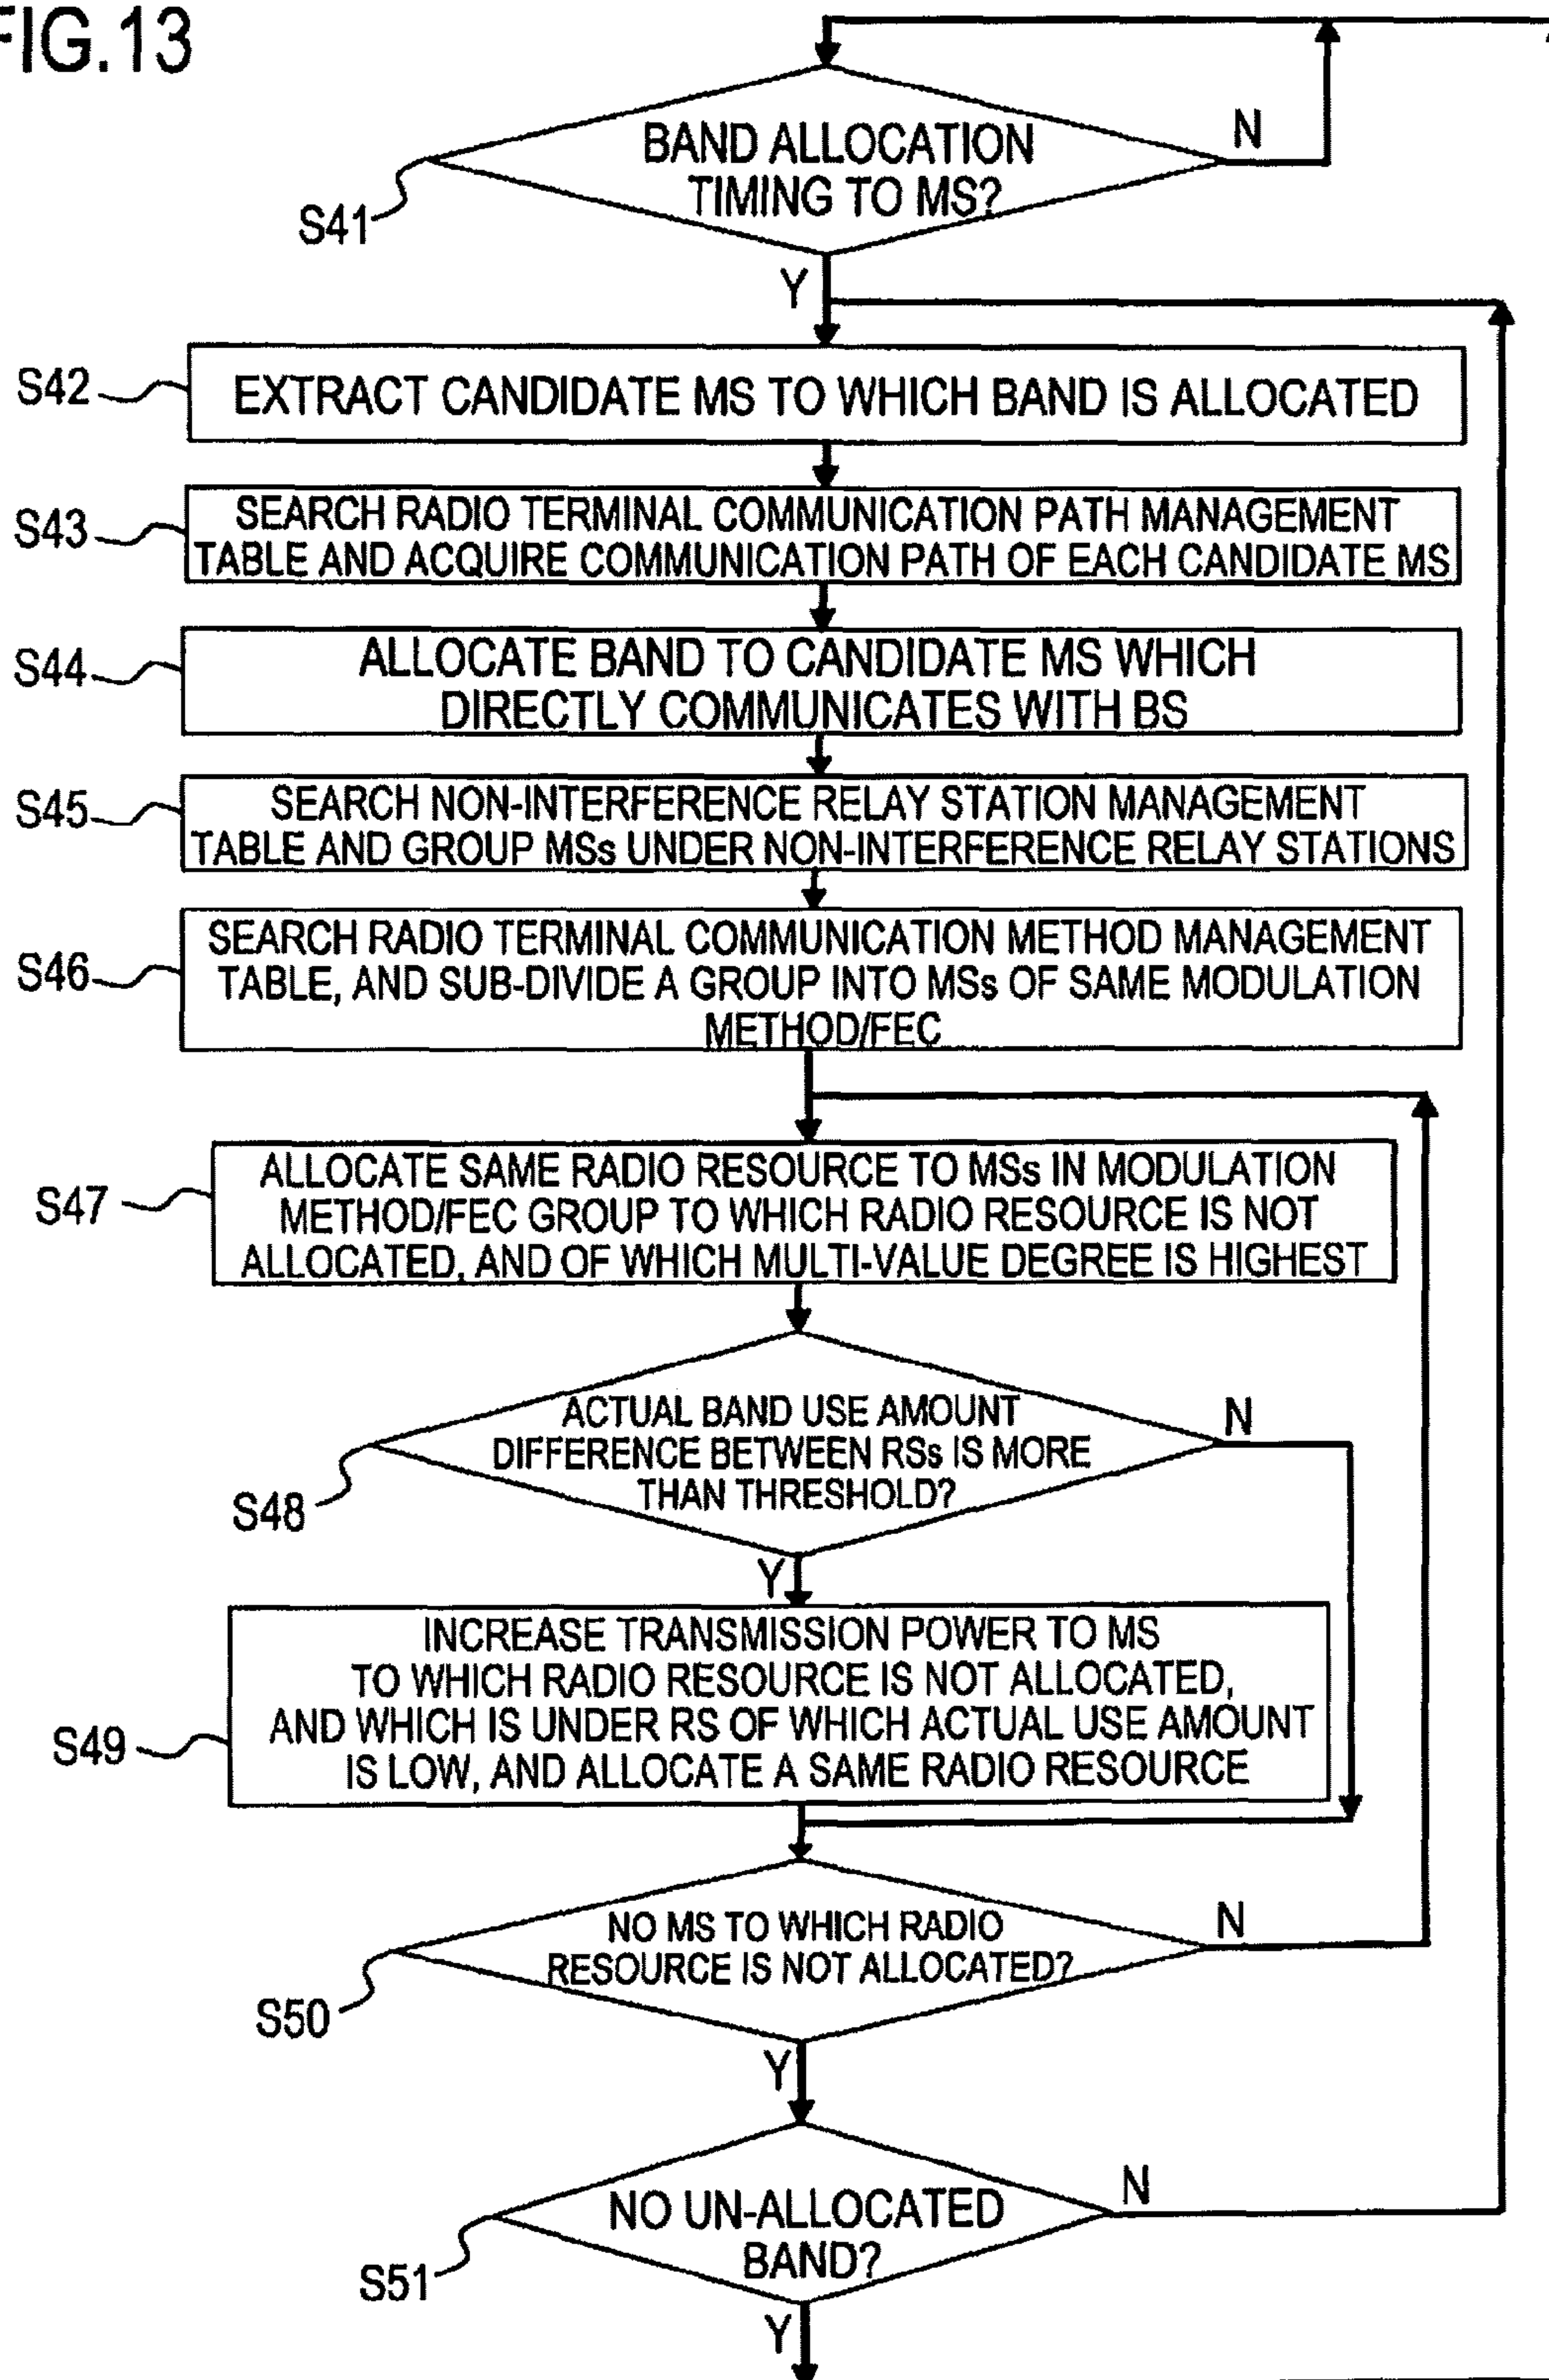 FIG.13
BAND ALLOCATION
TIMING TO MS?
N
S41
Y
S42
EXTRACT CANDIDATE MS TO WHICH BAND IS ALLOCATED
S43
SEARCH RADIO TERMINAL COMMUNICATION PATH MANAGEMENT
TABLE AND ACQUIRE COMMUNICATION PATH OF EACH CANDIDATE MS
S44
ALLOCATE BAND TO CANDIDATE MS WHICH
DIRECTLY COMMUNICATES WITH BS
S45
SEARCH NON-INTERFERENCE RELAY STATION MANAGEMENT
TABLE AND GROUP MSs UNDER NON-INTERFERENCE RELAY STATIONS
S46
SEARCH RADIO TERMINAL COMMUNICATION METHOD MANAGEMENT
TABLE, AND SUB-DIVIDE A GROUP INTO MSs OF SAME MODULATION
METHOD/FEC
S47
ALLOCATE SAME RADIO RESOURCE TO MSs IN MODULATION
METHOD/FEC GROUP TO WHICH RADIO RESOURCE IS NOT
ALLOCATED, AND OF WHICH MULTI-VALUE DEGREE IS HIGHEST
ACTUAL BAND USE AMOUNT
DIFFERENCE BETWEEN RSs IS MORE
THAN THRESHOLD?
N
S48
Y
S49
INCREASE TRANSMISSION POWER TO MS
TO WHICH RADIO RESOURCE IS NOT ALLOCATED,
AND WHICH IS UNDER RS OF WHICH ACTUAL USE AMOUNT
IS LOW, AND ALLOCATE A SAME RADIO RESOURCE
NO MS TO WHICH RADIO
RESOURCE IS NOT ALLOCATED?
N
S50
Y
NO UN-ALLOCATED
BAND?
N
S51
Y